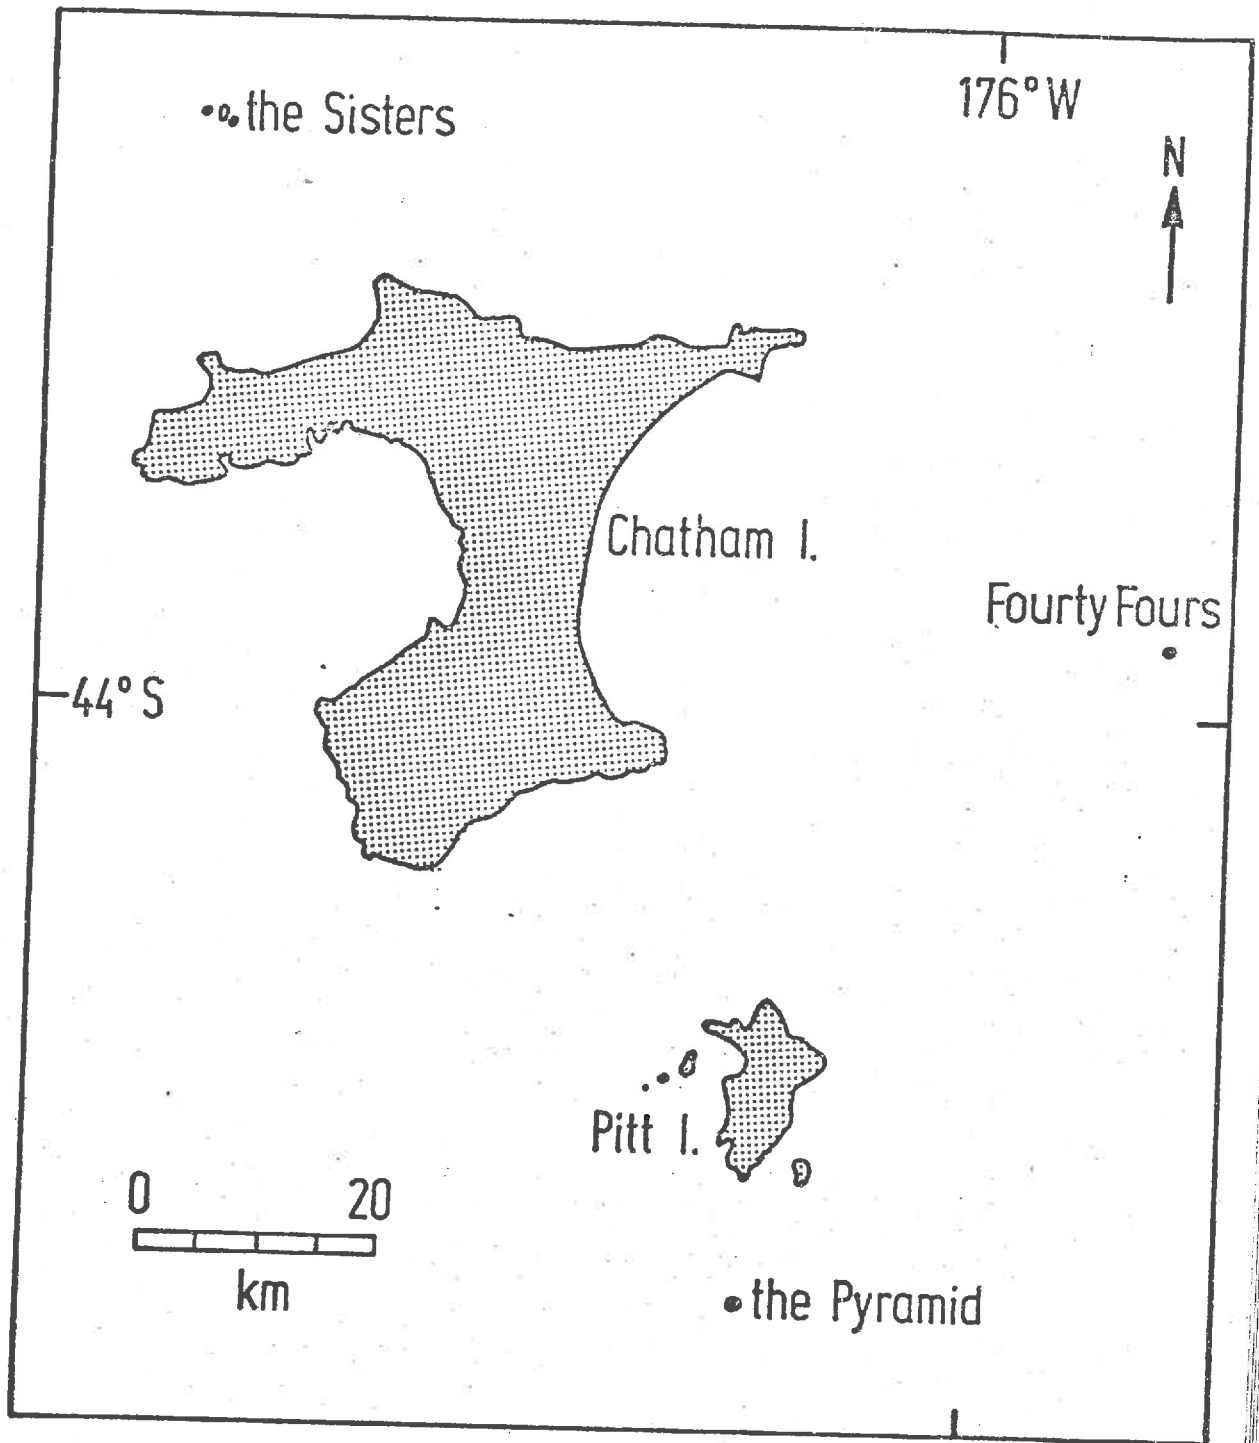 176°W
the Sisters
N
Chatham I.
Fourty Fours
44°S
Pitt I.
0 20
km
the Pyramid